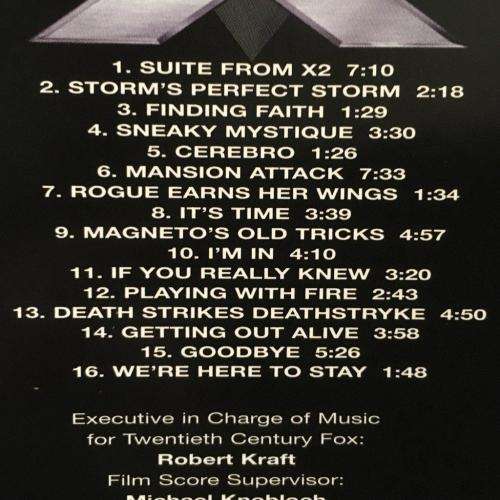 1. SUITE FROM X2 7:10
2. STORM'S PERFECT STORM 2:18
3. FINDING FAITH 1:29
4. SNEAKY MYSTIQUE 3:30
5. CEREBRO 1:26
6. MANSION ATTACK 7:33
7. ROGUE EARNS HER WINGS 1:34
8. IT'S TIME 3:39
9. MAGNETO'S OLD TRICKS 4:57
10. I'M IN 4:10
11. IF YOU REALLY KNEW 3:20
12. PLAYING WITH FIRE 2:43
13. DEATH STRIKES DEATHSTRYKE 4:50
14. GETTING OUT ALIVE 3:58
15. GOODBYE 5:26
16. WE'RE HERE TO STAY 1:48
Executive in Charge of Music
for Twentieth Century Fox:
Robert Kraft
Film Score Supervisor:
Michael Knobloch